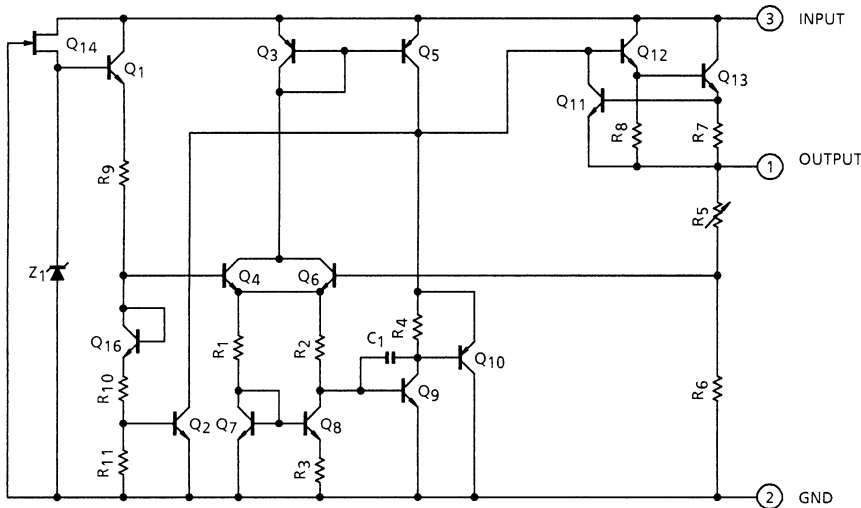 3 INPUT
Q14
Q1
Q3
Q5
Q12
Q13
Q11
R8
R7
1 OUTPUT
R9
R5
Z1
Q4
Q6
Q16
R1
R2
C1
R4
Q10
R10
Q9
R6
Q2
Q7
Q8
R11
R3
2 GND